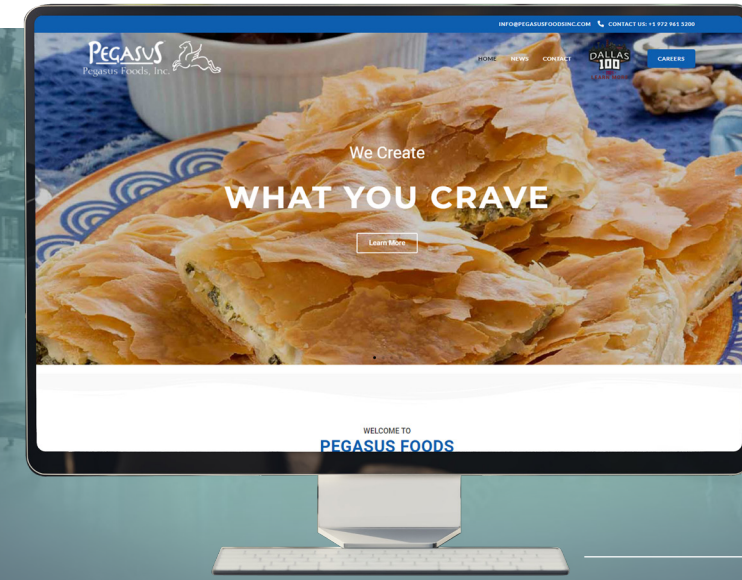 INFO@PEGASUSFOODSINC.COM CONTACT US: +1 972 961 5200
PEGASUS
Pegasus Foods, Inc.
HOME NEWS CONTACT
DALLAS
100
CAREERS
We Create
WHAT YOU CRAVE
Learn More
WELCOME TO
PEGASUS FOODS